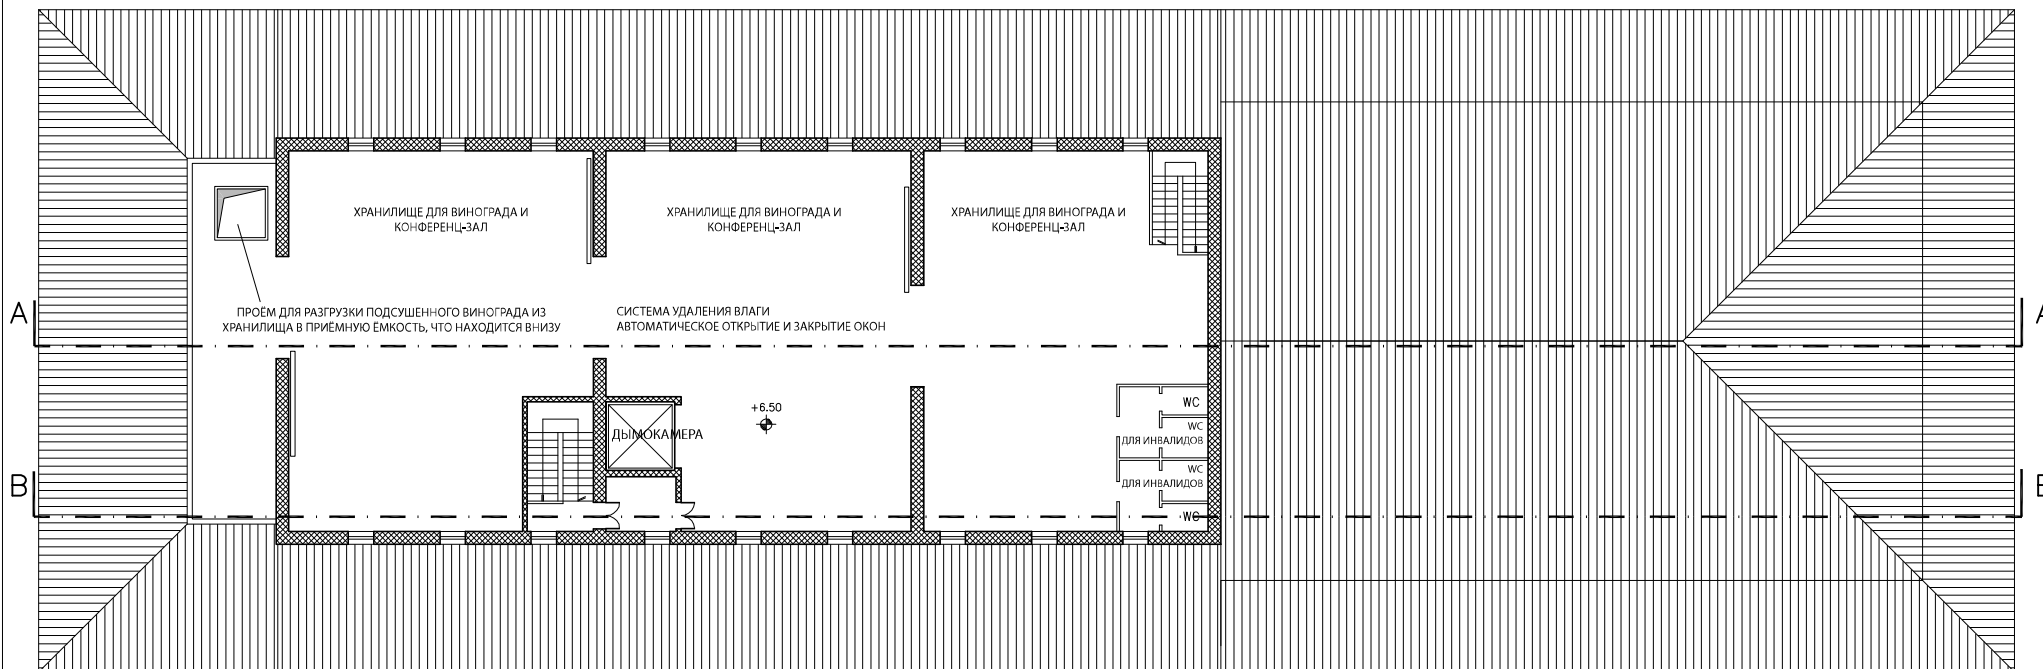 ХРАНИЛИЩЕ ДЛЯ ВИНОГРАДА И
КОНФЕРЕНЦ-ЗАЛ
ХРАНИЛИЩЕ ДЛЯ ВИНОГРАДА И
КОНФЕРЕНЦ-ЗАЛ
ХРАНИЛИЩЕ ДЛЯ ВИНОГРАДА И
КОНФЕРЕНЦ-ЗАЛ
ПРОЁМ ДЛЯ РАЗГРУЗКИ ПОДСУШЕННОГО ВИНОГРАДА ИЗ
ХРАНИЛИЩА В ПРИЁМНУЮ ЁМКОСТЬ, ЧТО НАХОДИТСЯ ВНИЗУ
СИСТЕМА УДАЛЕНИЯ ВЛАГИ
АВТОМАТИЧЕСКОЕ ОТКРЫТИЕ И ЗАКРЫТИЕ ОКОН
A
A
+6.50
ДЫМОКАМЕРА
WC
WC
ДЛЯ ИНВАЛИДОВ
WC
ДЛЯ ИНВАЛИДОВ
WC
B
B